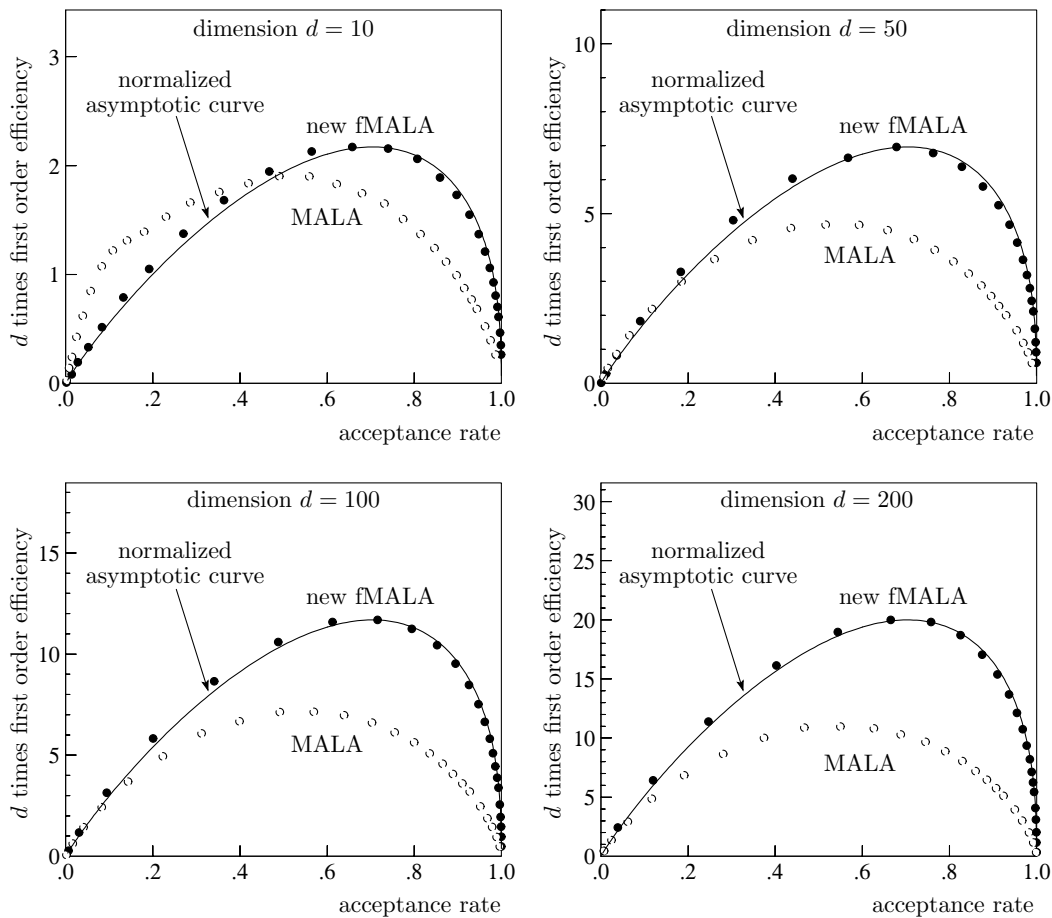 dimension d = 10
d times first order efficiency
3
2
1
0
normalized
asymptotic curve
new fMALA
MALA
.0 .2 .4 .6 .8 1.0
acceptance rate
dimension d = 50
d times first order efficiency
10
5
0
new fMALA
normalized
asymptotic curve
MALA
.0 .2 .4 .6 .8 1.0
acceptance rate
dimension d = 100
d times first order efficiency
15
10
5
0
normalized
asymptotic curve
new fMALA
MALA
.0 .2 .4 .6 .8 1.0
acceptance rate
dimension d = 200
d times first order efficiency
30
25
20
15
10
5
0
normalized
asymptotic curve
new fMALA
MALA
.0 .2 .4 .6 .8 1.0
acceptance rate